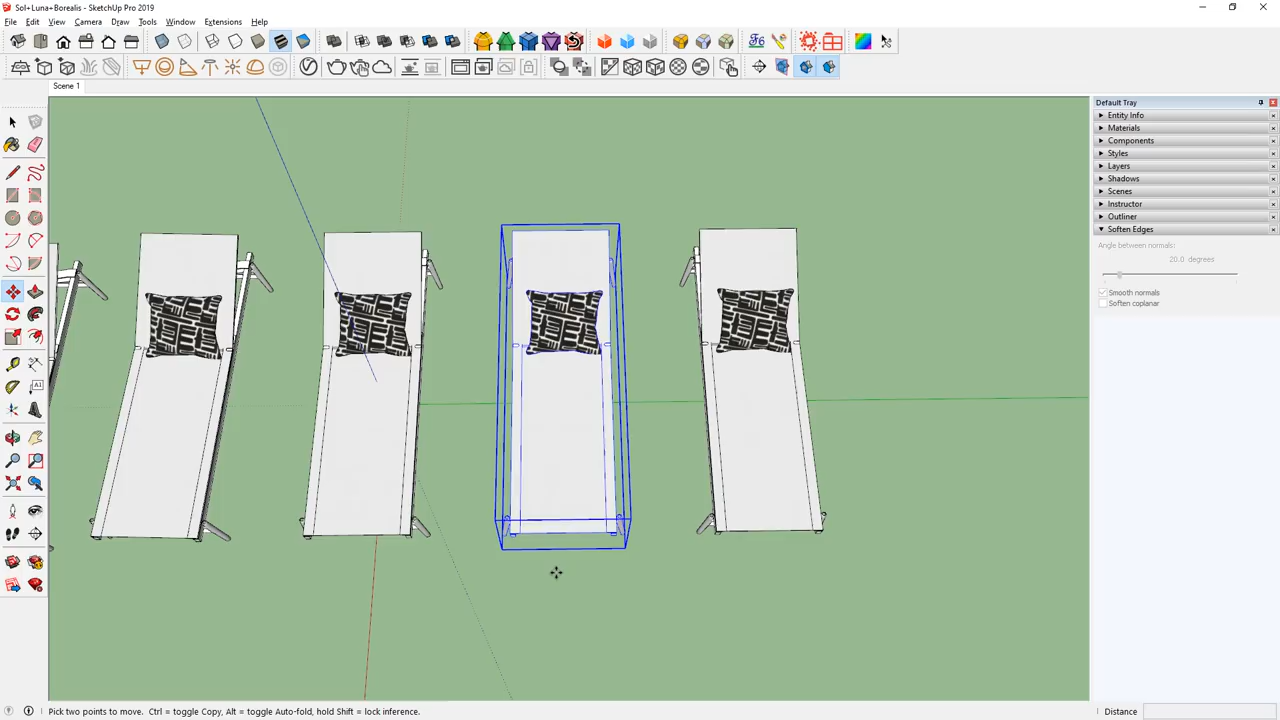 Sol+Luna+Borealis - SketchUp Pro 2019
File Edit View Camera Draw Tools Window Extensions Help
Scene 1
Default Tray
Entity Info
Materials
Components
Styles
Layers
Shadows
Scenes
Instructor
Outliner
Soften Edges
Angle between normals:
20.0 degrees
Smooth normals
Soften coplanar
Pick two points to move. Ctrl = toggle Copy, Alt = toggle Auto-fold, hold Shift = lock inference.
Distance